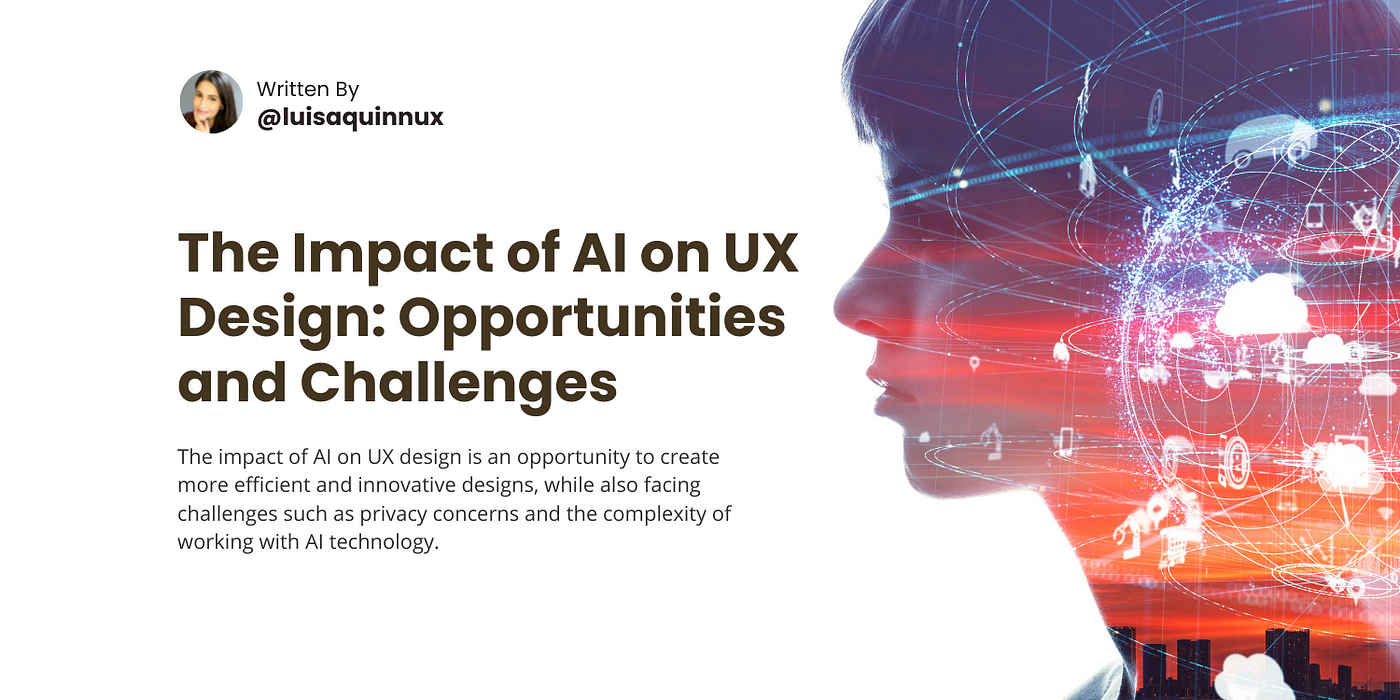 Written By
@luisaquinnux
The Impact of AI on UX
Design: Opportunities
and Challenges
The impact of AI on UX design is an opportunity to create
more efficient and innovative designs, while also facing
challenges such as privacy concerns and the complexity of
working with AI technology.